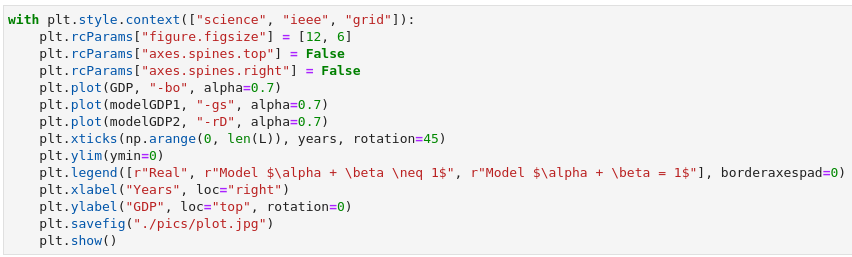 with plt.style.context(["science", "ieee", "grid"]):
    plt.rcParams["figure.figsize"] = [12, 6]
    plt.rcParams["axes.spines.top"] = False
    plt.rcParams["axes.spines.right"] = False
    plt.plot(GDP, "-bo", alpha=0.7)
    plt.plot(modelGDP1, "-gs", alpha=0.7)
    plt.plot(modelGDP2, "-rD", alpha=0.7)
    plt.xticks(np.arange(0, len(L)), years, rotation=45)
    plt.ylim(ymin=0)
    plt.legend([r"Real", r"Model $\alpha + \beta \neq 1$", r"Model $\alpha + \beta = 1$"], borderaxespad=0)
    plt.xlabel("Years", loc="right")
    plt.ylabel("GDP", loc="top", rotation=0)
    plt.savefig("./pics/plot.jpg")
    plt.show()